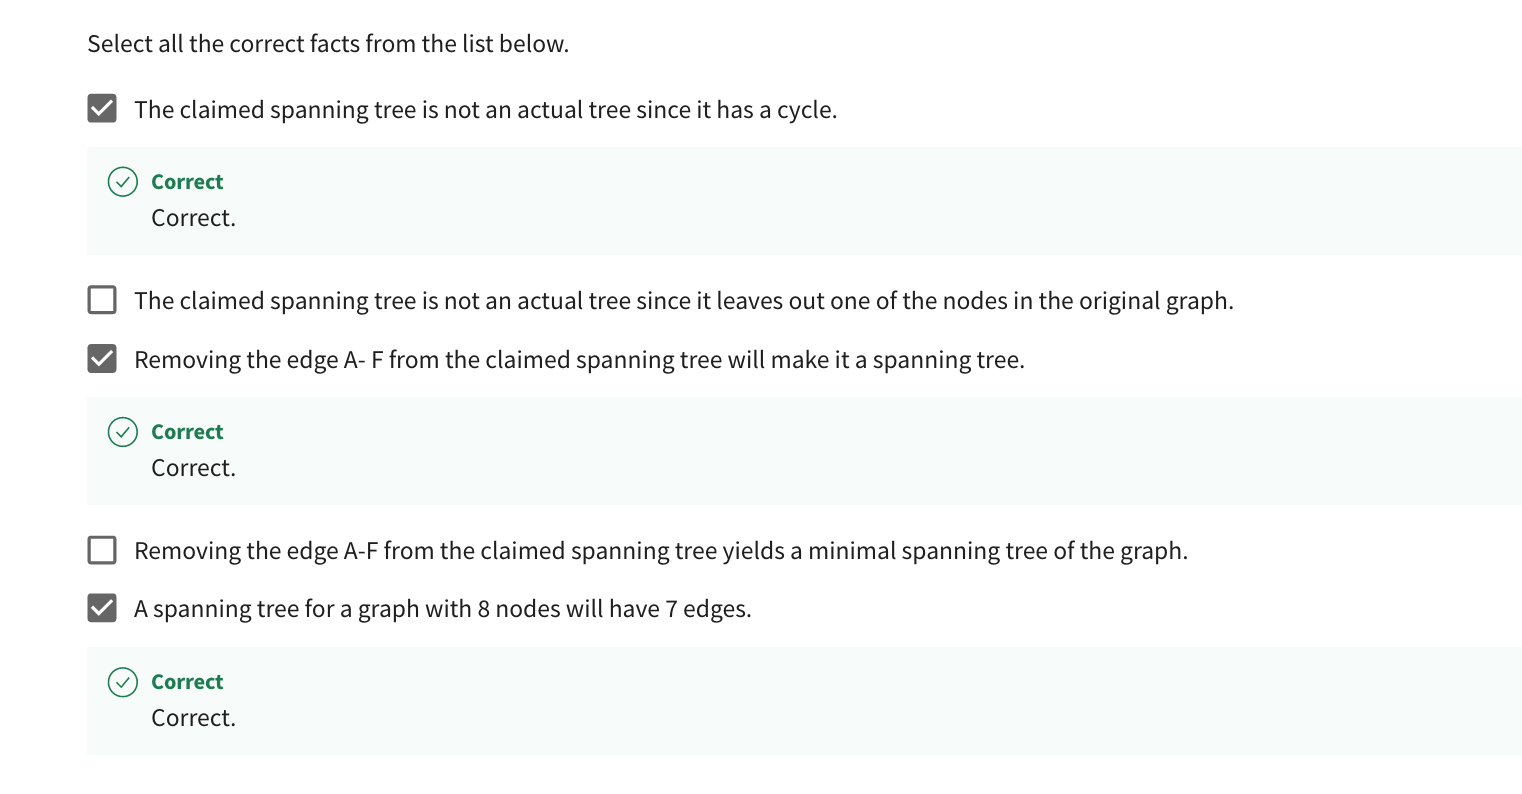 Select all the correct facts from the list below.
The claimed spanning tree is not an actual tree since it has a cycle.
Correct
Correct.
The claimed spanning tree is not an actual tree since it leaves out one of the nodes in the original graph.
Removing the edge A- F from the claimed spanning tree will make it a spanning tree.
Correct
Correct.
Removing the edge A-F from the claimed spanning tree yields a minimal spanning tree of the graph.
A spanning tree for a graph with 8 nodes will have 7 edges.
Correct
Correct.